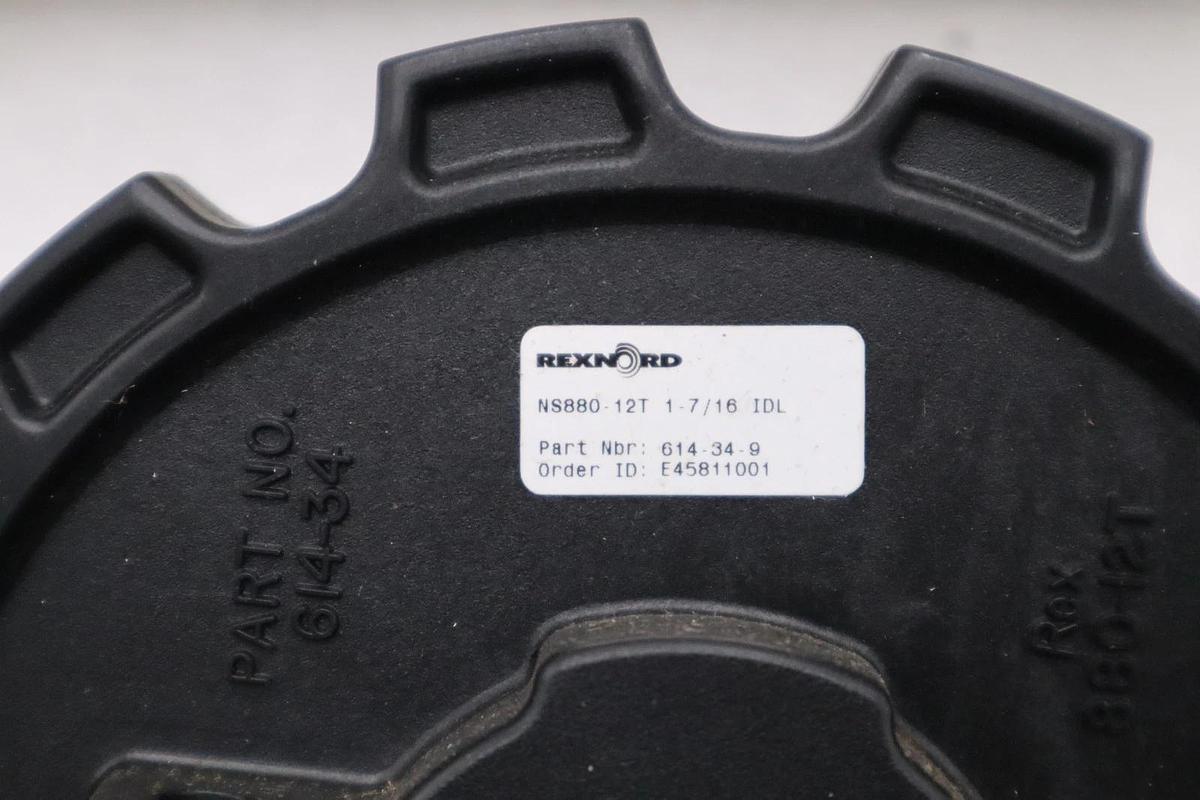 REXNORD
NS880-12T 1-7/16 IDL
Part Nbr: 614-34-9
Order ID: E45811001
PART NO.
614-34
Rex
880-12T